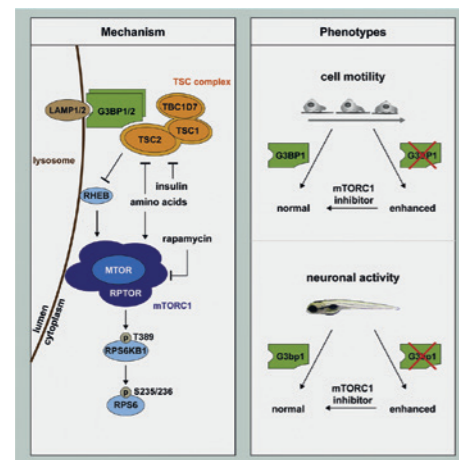 Mechanism
TSC complex
TBC1D7
LAMP1/2
G3BP1/2
TSC1
TSC2
lysosome
insulin
RHEB
amino acids
rapamycin
MTOR
RPTOR
mTORC1
lumen
cytoplasm
P T389
RPS6KB1
P S235/236
RPS6
Phenotypes
cell motility
G3BP1
G3BP1
mTORC1
inhibitor
normal
enhanced
neuronal activity
G3bp1
G3bp1
mTORC1
inhibitor
normal
enhanced